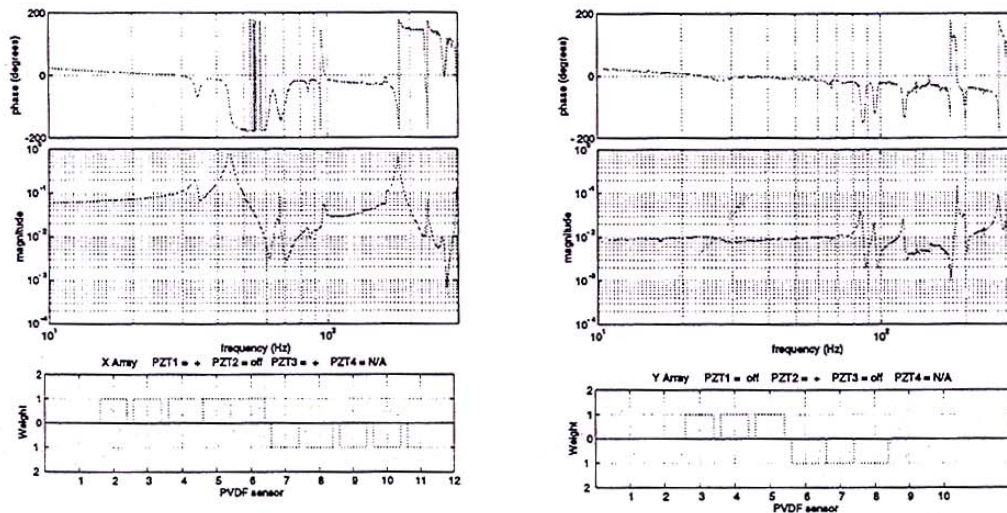 200
0
-200
phase (degrees)
10⁰
10⁻¹
10⁻²
10⁻³
10⁻⁴
magnitude
10¹
10²
frequency (Hz)
X Array PZT1 = + PZT2 = off PZT3 = + PZT4 = N/A
2
1
0
1
2
Weight
1 2 3 4 5 6 7 8 9 10 11 12
PVDF sensor
200
0
-200
phase (degrees)
magnitude
10⁻³
10⁻⁴
10¹
10²
frequency (Hz)
Y Array PZT1 = off PZT2 = + PZT3 = off PZT4 = N/A
2
1
0
1
2
Weight
1 2 3 4 5 6 7 8 9 10
PVDF sensor